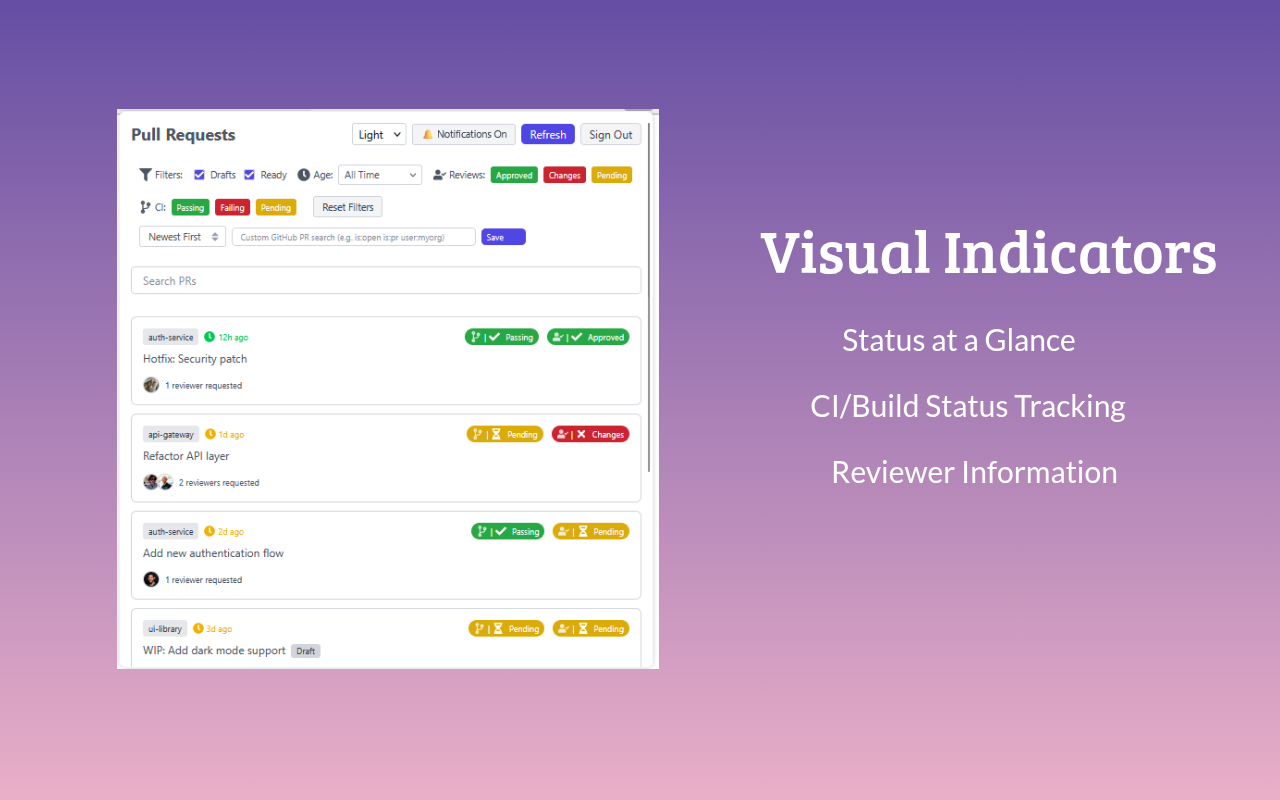 Pull Requests
Light
Notifications On
Refresh
Sign Out
Filters: Drafts Ready Age: All Time Reviews: Approved Changes Pending
CI: Passing Failing Pending Reset Filters
Newest First Custom GitHub PR search (e.g. is:open is:pr user:myorg) Save
Search PRs
auth-service 12h ago | Passing | Approved
Hotfix: Security patch
1 reviewer requested
api-gateway 1d ago | Pending | Changes
Refactor API layer
2 reviewers requested
auth-service 2d ago | Passing | Pending
Add new authentication flow
1 reviewer requested
ui-library 3d ago | Pending | Pending
WIP: Add dark mode support Draft
Visual Indicators
Status at a Glance
CI/Build Status Tracking
Reviewer Information